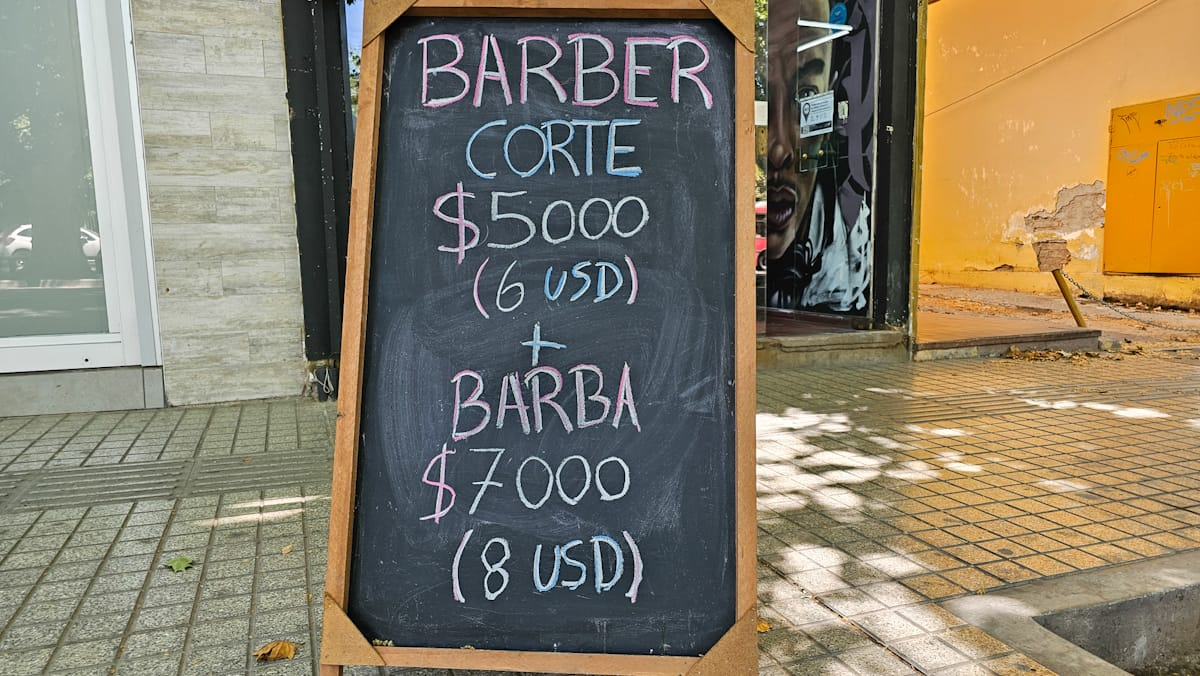 BARBER
CORTE
$5000
(6 USD)
+
BARBA
$7000
(8 USD)